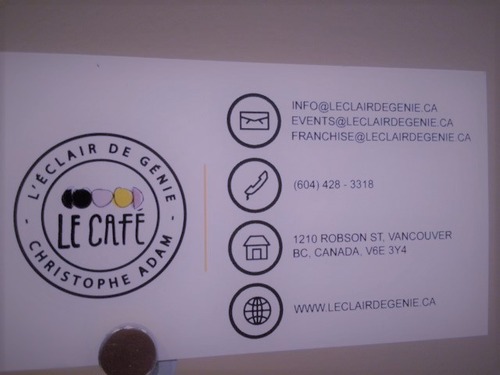 L'ÉCLAIR DE GÉNIE
LE CAFÉ
- CHRISTOPHE ADAM -
INFO@LECLAIRDEGENIE.CA
EVENTS@LECLAIRDEGENIE.CA
FRANCHISE@LECLAIRDEGENIE.CA
(604) 428 - 3318
1210 ROBSON ST, VANCOUVER
BC, CANADA. V6E 3Y4
WWW.LECLAIRDEGENIE.CA